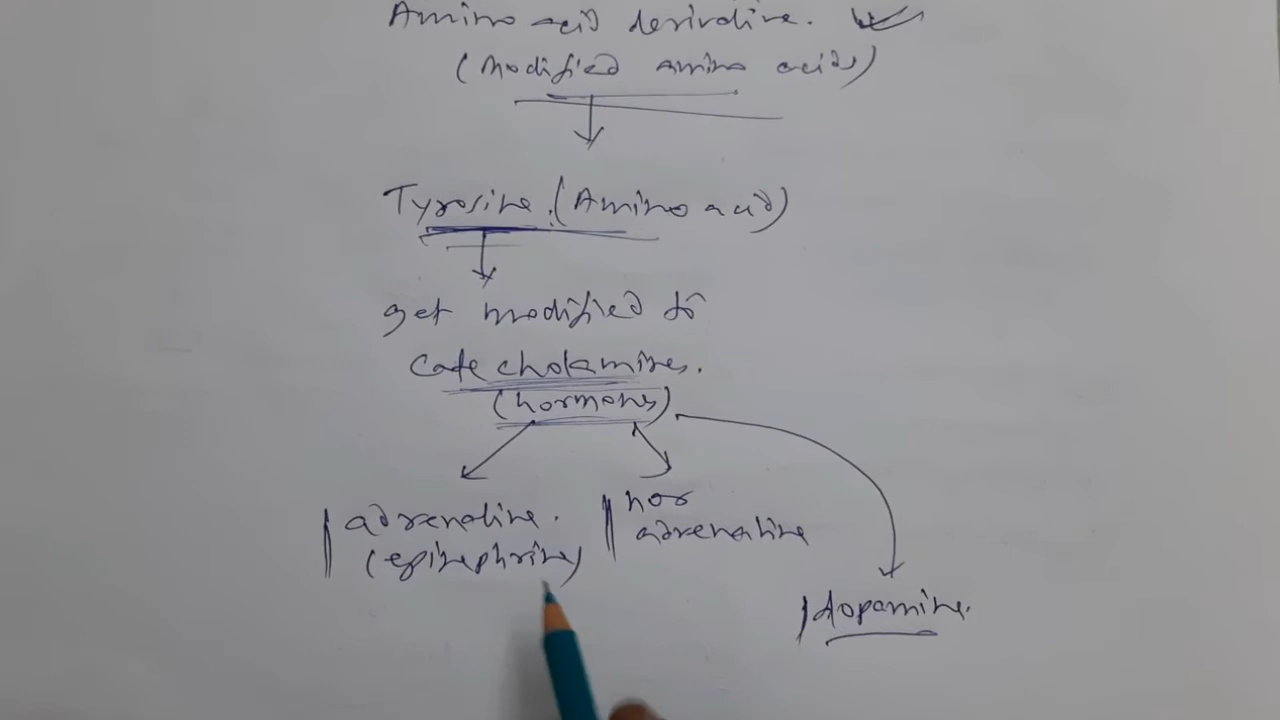 Amino acid derivative.
(Modified amino acids)
Tyrosine. (Amino acid)
get modified to
Catecholamines.
(hormones)
adrenaline.
(epinephrine)
nor
adrenaline
dopamine.